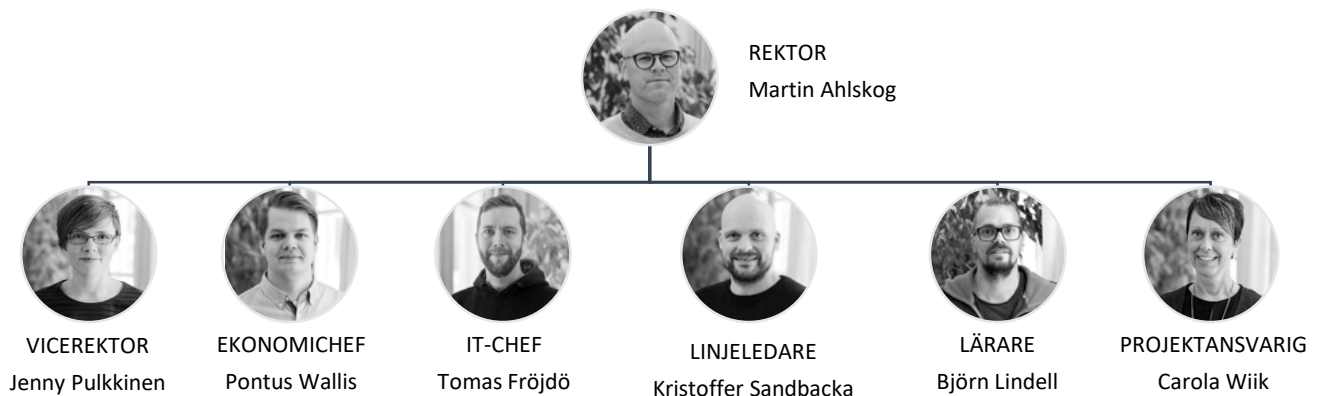 REKTOR
Martin Ahlskog
VICEREKTOR
Jenny Pulkkinen
EKONOMICHEF
Pontus Wallis
IT-CHEF
Tomas Fröjdö
LINJELEDARE
Kristoffer Sandbacka
LÄRARE
Björn Lindell
PROJEKTANSVARIG
Carola Wiik